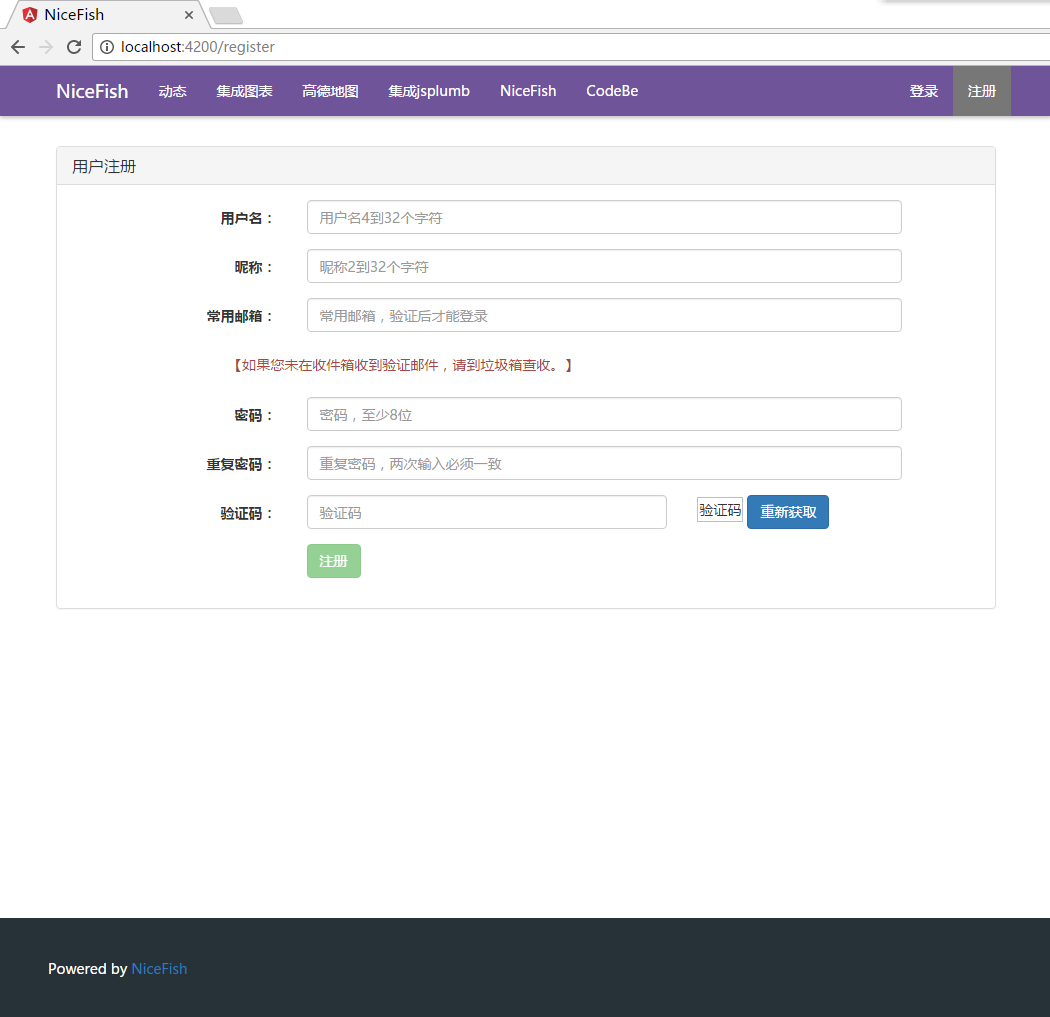 NiceFish
localhost:4200/register
NiceFish 动态 集成图表 高德地图 集成jsplumb NiceFish CodeBe 登录 注册
用户注册
用户名： 用户名4到32个字符
昵称： 昵称2到32个字符
常用邮箱： 常用邮箱，验证后才能登录
【如果您未在收件箱收到验证邮件，请到垃圾箱查收。】
密码： 密码，至少8位
重复密码： 重复密码，两次输入必须一致
验证码： 验证码 验证码 重新获取
注册
Powered by NiceFish